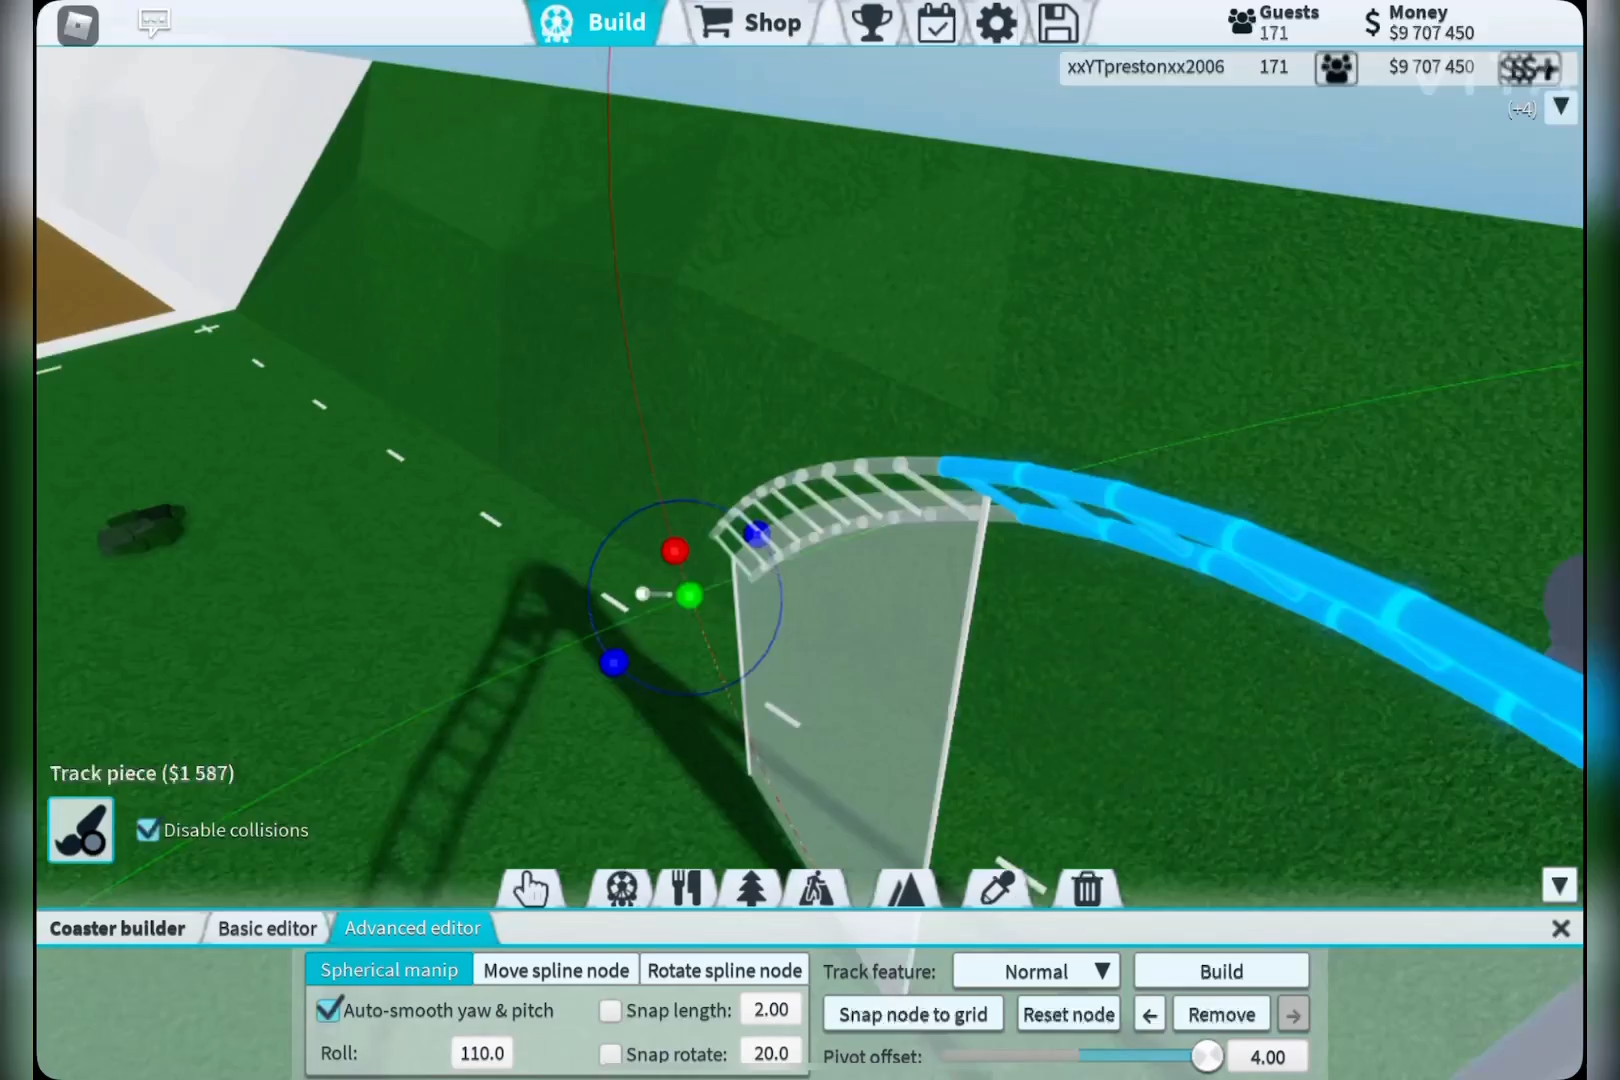 Build
Shop
Guests
171
Money
$9 707 450
xxYTprestonxx2006
171
$9 707 450
$$$+
(+4)
Track piece ($1 587)
Disable collisions
Coaster builder
Basic editor
Advanced editor
Spherical manip
Move spline node
Rotate spline node
Track feature:
Normal
Build
Auto-smooth yaw & pitch
Snap length:
2.00
Snap node to grid
Reset node
Remove
Roll:
110.0
Snap rotate:
20.0
Pivot offset:
4.00